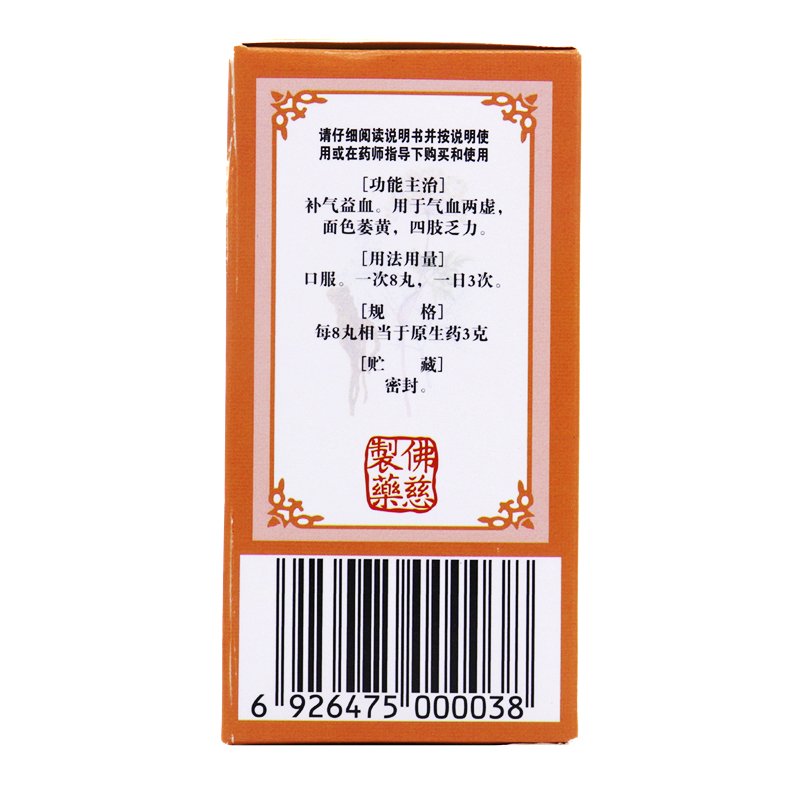 请仔细阅读说明书并按说明使
用或在药师指导下购买和使用
[功能主治]
补气益血。用于气血两虚，
面色萎黄，四肢乏力。
[用法用量]
口服。一次8丸，一日3次。
[规 格]
每8丸相当于原生药3克
[贮 藏]
密封。
佛慈
製藥
6 926475 000038